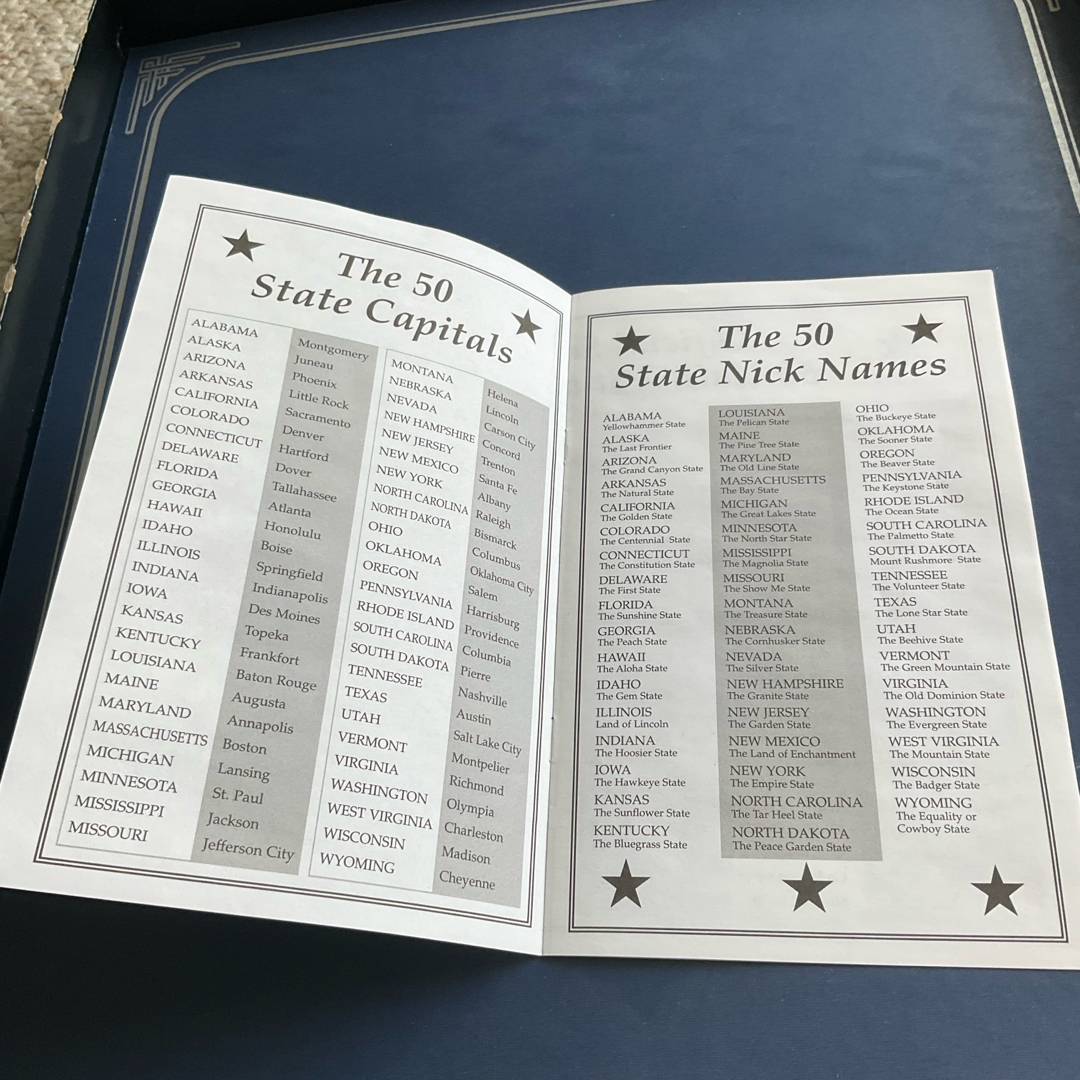 The 50
State Capitals
ALABAMA Montgomery
ALASKA Juneau
ARIZONA Phoenix
ARKANSAS Little Rock
CALIFORNIA Sacramento
COLORADO Denver
CONNECTICUT Hartford
DELAWARE Dover
FLORIDA Tallahassee
GEORGIA Atlanta
HAWAII Honolulu
IDAHO Boise
ILLINOIS Springfield
INDIANA Indianapolis
IOWA Des Moines
KANSAS Topeka
KENTUCKY Frankfort
LOUISIANA Baton Rouge
MAINE Augusta
MARYLAND Annapolis
MASSACHUSETTS Boston
MICHIGAN Lansing
MINNESOTA St. Paul
MISSISSIPPI Jackson
MISSOURI Jefferson City
MONTANA Helena
NEBRASKA Lincoln
NEVADA Carson City
NEW HAMPSHIRE Concord
NEW JERSEY Trenton
NEW MEXICO Santa Fe
NEW YORK Albany
NORTH CAROLINA Raleigh
NORTH DAKOTA Bismarck
OHIO Columbus
OKLAHOMA Oklahoma City
OREGON Salem
PENNSYLVANIA Harrisburg
RHODE ISLAND Providence
SOUTH CAROLINA Columbia
SOUTH DAKOTA Pierre
TENNESSEE Nashville
TEXAS Austin
UTAH Salt Lake City
VERMONT Montpelier
VIRGINIA Richmond
WASHINGTON Olympia
WEST VIRGINIA Charleston
WISCONSIN Madison
WYOMING Cheyenne
The 50
State Nick Names
ALABAMA
Yellowhammer State
ALASKA
The Last Frontier
ARIZONA
The Grand Canyon State
ARKANSAS
The Natural State
CALIFORNIA
The Golden State
COLORADO
The Centennial State
CONNECTICUT
The Constitution State
DELAWARE
The First State
FLORIDA
The Sunshine State
GEORGIA
The Peach State
HAWAII
The Aloha State
IDAHO
The Gem State
ILLINOIS
Land of Lincoln
INDIANA
The Hoosier State
IOWA
The Hawkeye State
KANSAS
The Sunflower State
KENTUCKY
The Bluegrass State
LOUISIANA
The Pelican State
MAINE
The Pine Tree State
MARYLAND
The Old Line State
MASSACHUSETTS
The Bay State
MICHIGAN
The Great Lakes State
MINNESOTA
The North Star State
MISSISSIPPI
The Magnolia State
MISSOURI
The Show Me State
MONTANA
The Treasure State
NEBRASKA
The Cornhusker State
NEVADA
The Silver State
NEW HAMPSHIRE
The Granite State
NEW JERSEY
The Garden State
NEW MEXICO
The Land of Enchantment
NEW YORK
The Empire State
NORTH CAROLINA
The Tar Heel State
NORTH DAKOTA
The Peace Garden State
OHIO
The Buckeye State
OKLAHOMA
The Sooner State
OREGON
The Beaver State
PENNSYLVANIA
The Keystone State
RHODE ISLAND
The Ocean State
SOUTH CAROLINA
The Palmetto State
SOUTH DAKOTA
Mount Rushmore State
TENNESSEE
The Volunteer State
TEXAS
The Lone Star State
UTAH
The Beehive State
VERMONT
The Green Mountain State
VIRGINIA
The Old Dominion State
WASHINGTON
The Evergreen State
WEST VIRGINIA
The Mountain State
WISCONSIN
The Badger State
WYOMING
The Equality or
Cowboy State